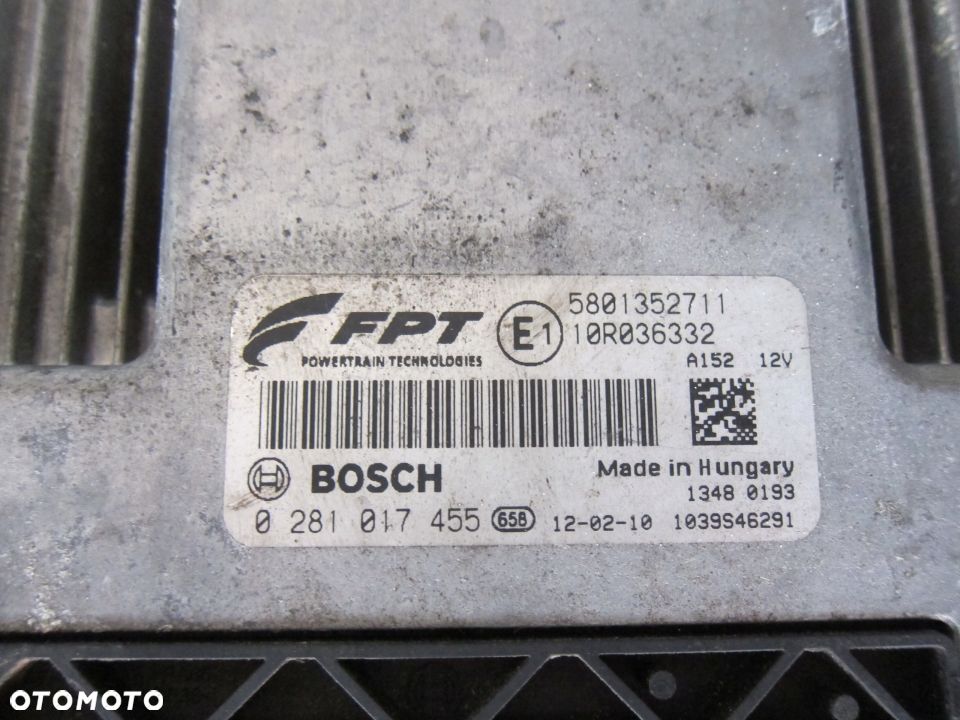 FPT
POWERTRAIN TECHNOLOGIES
E1
5801352711
10R036332
A152 12V
BOSCH
Made in Hungary
1348 0193
0 281 017 455 658 12-02-10 1039S46291
OTOMOTO